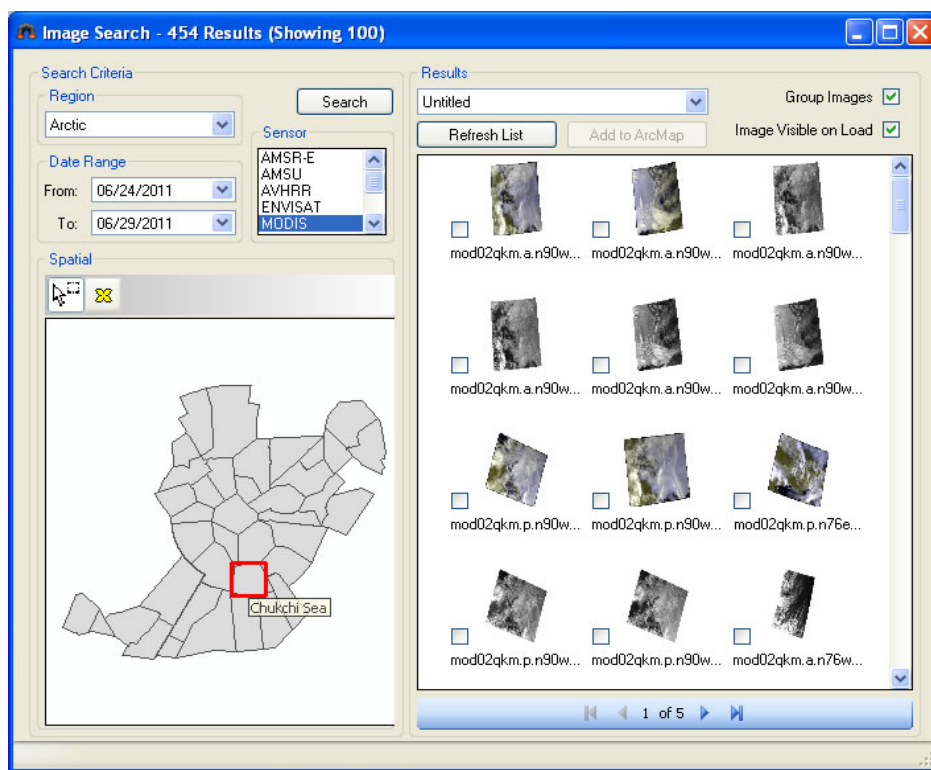 Image Search - 454 Results (Showing 100)
Search Criteria
Region
Arctic
Search
Date Range
From: 06/24/2011
To: 06/29/2011
Sensor
AMSR-E
AMSU
AVHRR
ENVISAT
MODIS
Spatial
Chukchi Sea
Results
Untitled
Group Images
Refresh List
Add to ArcMap
Image Visible on Load
mod02qkm.a.n90w... mod02qkm.a.n90w... mod02qkm.a.n90w...
mod02qkm.a.n90w... mod02qkm.a.n90w... mod02qkm.a.n90w...
mod02qkm.p.n90w... mod02qkm.p.n90w... mod02qkm.p.n76e...
mod02qkm.p.n90w... mod02qkm.p.n90w... mod02qkm.a.n76w...
1 of 5